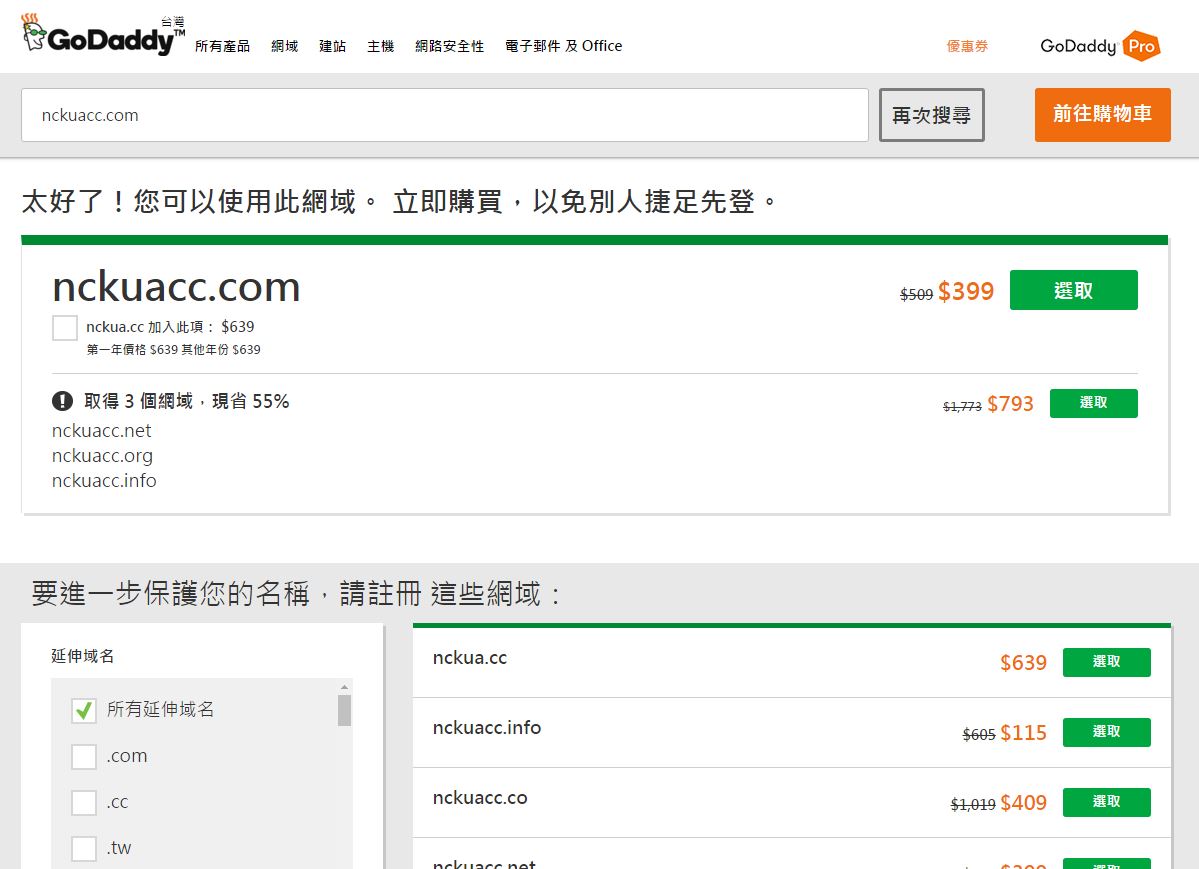 台灣
GoDaddy™
所有產品 網域 建站 主機 網路安全性 電子郵件 及 Office 優惠券 GoDaddy Pro
nckuacc.com 再次搜尋 前往購物車
太好了！您可以使用此網域。 立即購買，以免別人捷足先登。
nckuacc.com $509 $399 選取
nckua.cc 加入此項： $639
第一年價格 $639 其他年份 $639
取得 3 個網域，現省 55% $1,773 $793 選取
nckuacc.net
nckuacc.org
nckuacc.info
要進一步保護您的名稱，請註冊 這些網域：
延伸域名
所有延伸域名
.com
.cc
.tw
nckua.cc $639 選取
nckuacc.info $605 $115 選取
nckuacc.co $1,019 $409 選取
nckuacc.net